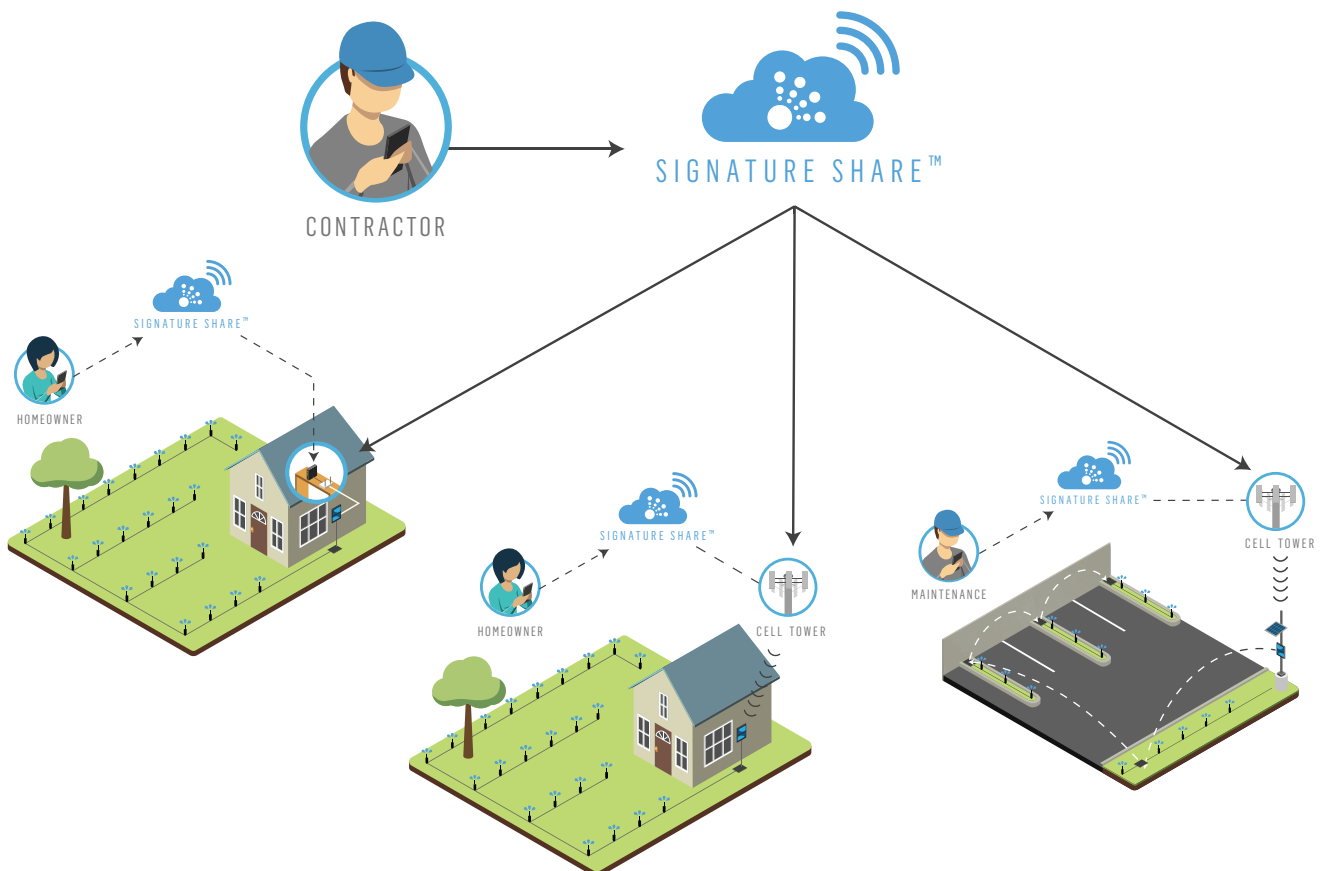 SIGNATURE SHARE™
CONTRACTOR
SIGNATURE SHARE™
HOMEOWNER
SIGNATURE SHARE™
HOMEOWNER
CELL TOWER
SIGNATURE SHARE™
MAINTENANCE
CELL TOWER